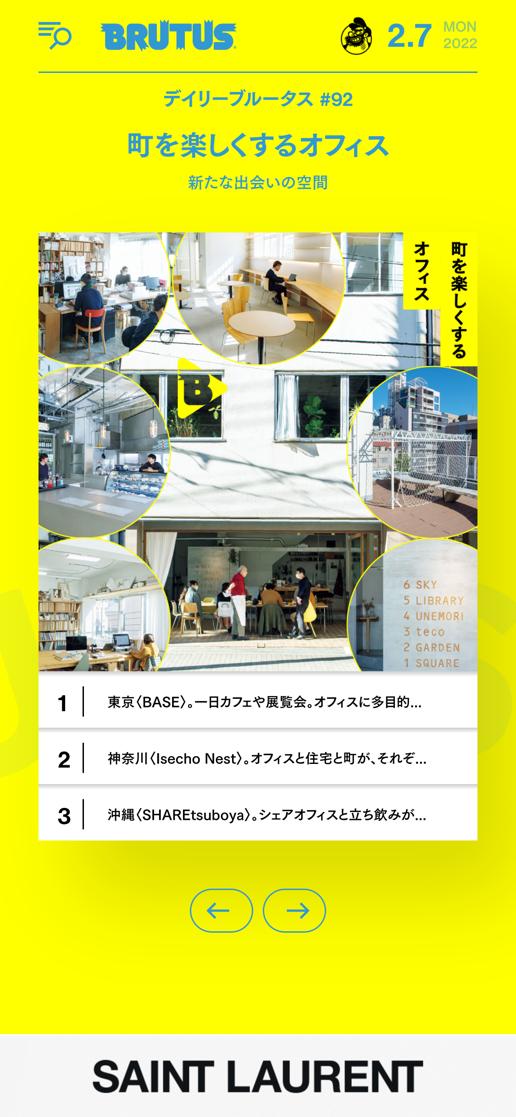 BRUTUS
2.7
MON
2022
デイリーブルータス #92
町を楽しくするオフィス
新たな出会いの空間
町を楽しくする
オフィス
B
6 SKY
5 LIBRARY
4 UNEMORI
3 teco
2 GARDEN
1 SQUARE
1 東京〈BASE〉。一日カフェや展覧会。オフィスに多目的...
2 神奈川〈Isecho Nest〉。オフィスと住宅と町が、それぞ...
3 沖縄〈SHAREtsuboya〉。シェアオフィスと立ち飲みが...
SAINT LAURENT